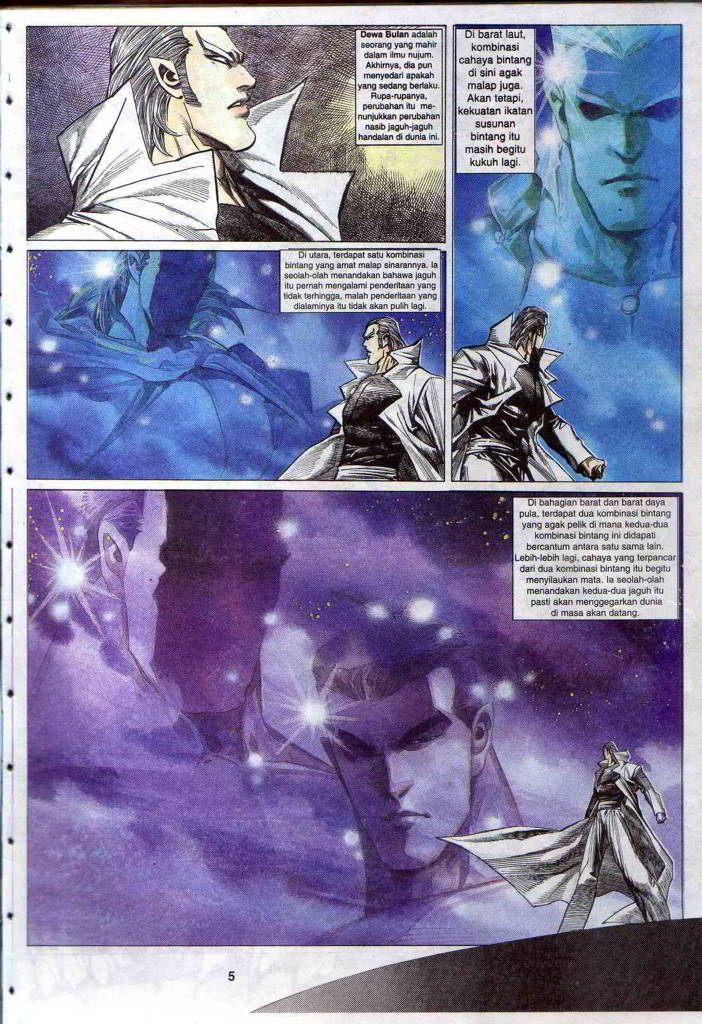 Dewa Bulan adalah
seorang yang mahir
dalam ilmu nujum.
Akhirnya, dia pun
menyedari apakah
yang sedang berlaku.
Rupa-rupanya,
perubahan itu me-
nunjukkan perubahan
nasib jaguh-jaguh
handalan di dunia ini.
Di barat laut,
kombinasi
cahaya bintang
di sini agak
malap juga.
Akan tetapi,
kekuatan ikatan
susunan
bintang itu
masih begitu
kukuh lagi.
Di utara, terdapat satu kombinasi
bintang yang amat malap sinarannya. Ia
seolah-olah menandakan bahawa jaguh
itu pernah mengalami penderitaan yang
tidak terhingga, malah penderitaan yang
dialaminya itu tidak akan pulih lagi.
Di bahagian barat dan barat daya
pula, terdapat dua kombinasi bintang
yang agak pelik di mana kedua-dua
kombinasi bintang ini didapati
bercantum antara satu sama lain.
Lebih-lebih lagi, cahaya yang terpancar
dari dua kombinasi bintang itu begitu
menyilaukan mata. Ia seolah-olah
menandakan kedua-dua jaguh itu
pasti akan menggegarkan dunia
di masa akan datang.
5